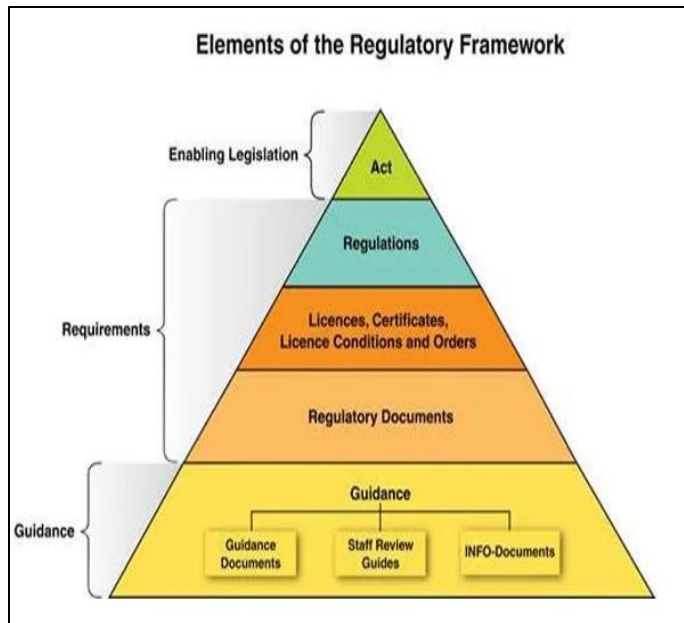 Elements of the Regulatory Framework
Enabling Legislation
Act
Regulations
Requirements
Licences, Certificates,
Licence Conditions and Orders
Regulatory Documents
Guidance
Guidance
Guidance
Documents
Staff Review
Guides
INFO-Documents